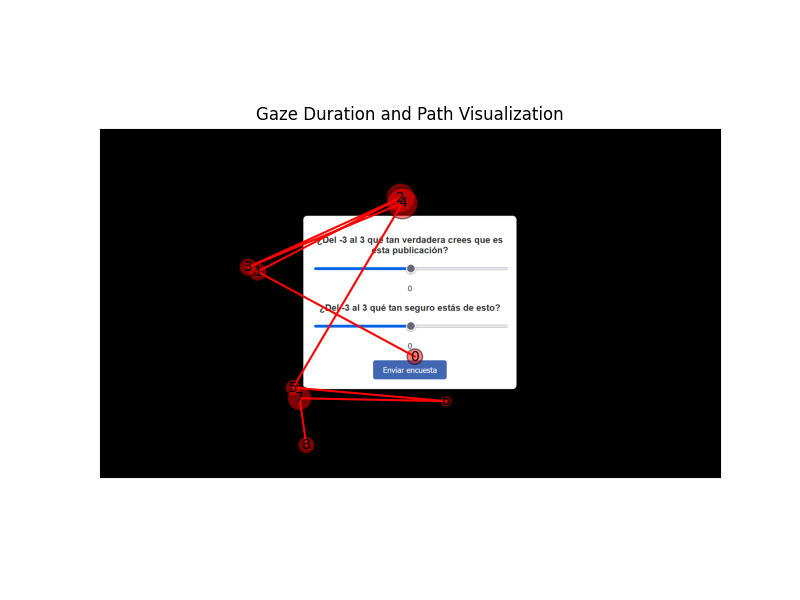 Gaze Duration and Path Visualization
2
4
¿Del -3 al 3 qué tan verdadera crees que es
esta publicación?
3
1
0
¿Del -3 al 3 qué tan seguro estás de esto?
0
0
Enviar encuesta
5
7
6
8